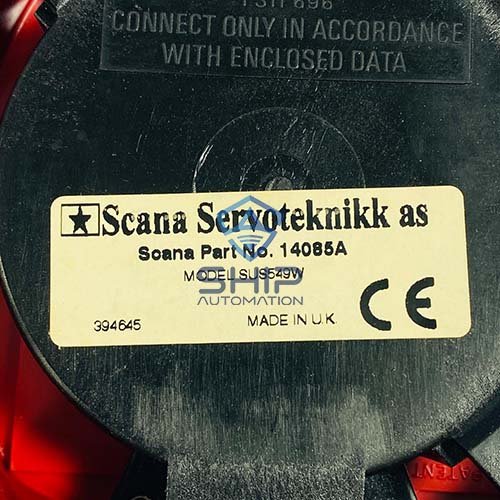 CONNECT ONLY IN ACCORDANCE
WITH ENCLOSED DATA
Scana Servoteknikk as
Scana Part No. 14085A
MODEL SUS549W
SHIP
AUTOMATION
394645
MADE IN U.K.
CE
PATENT